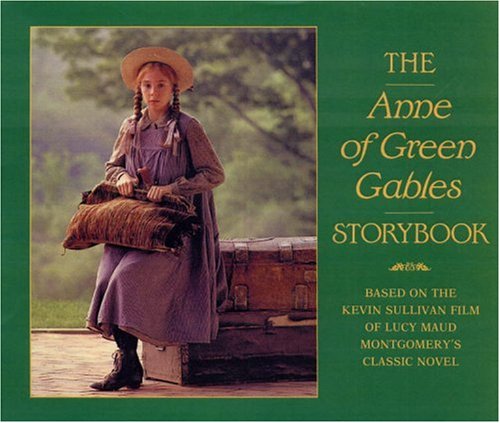 THE
Anne
of Green
Gables
STORYBOOK
BASED ON THE
KEVIN SULLIVAN FILM
OF LUCY MAUD
MONTGOMERY'S
CLASSIC NOVEL